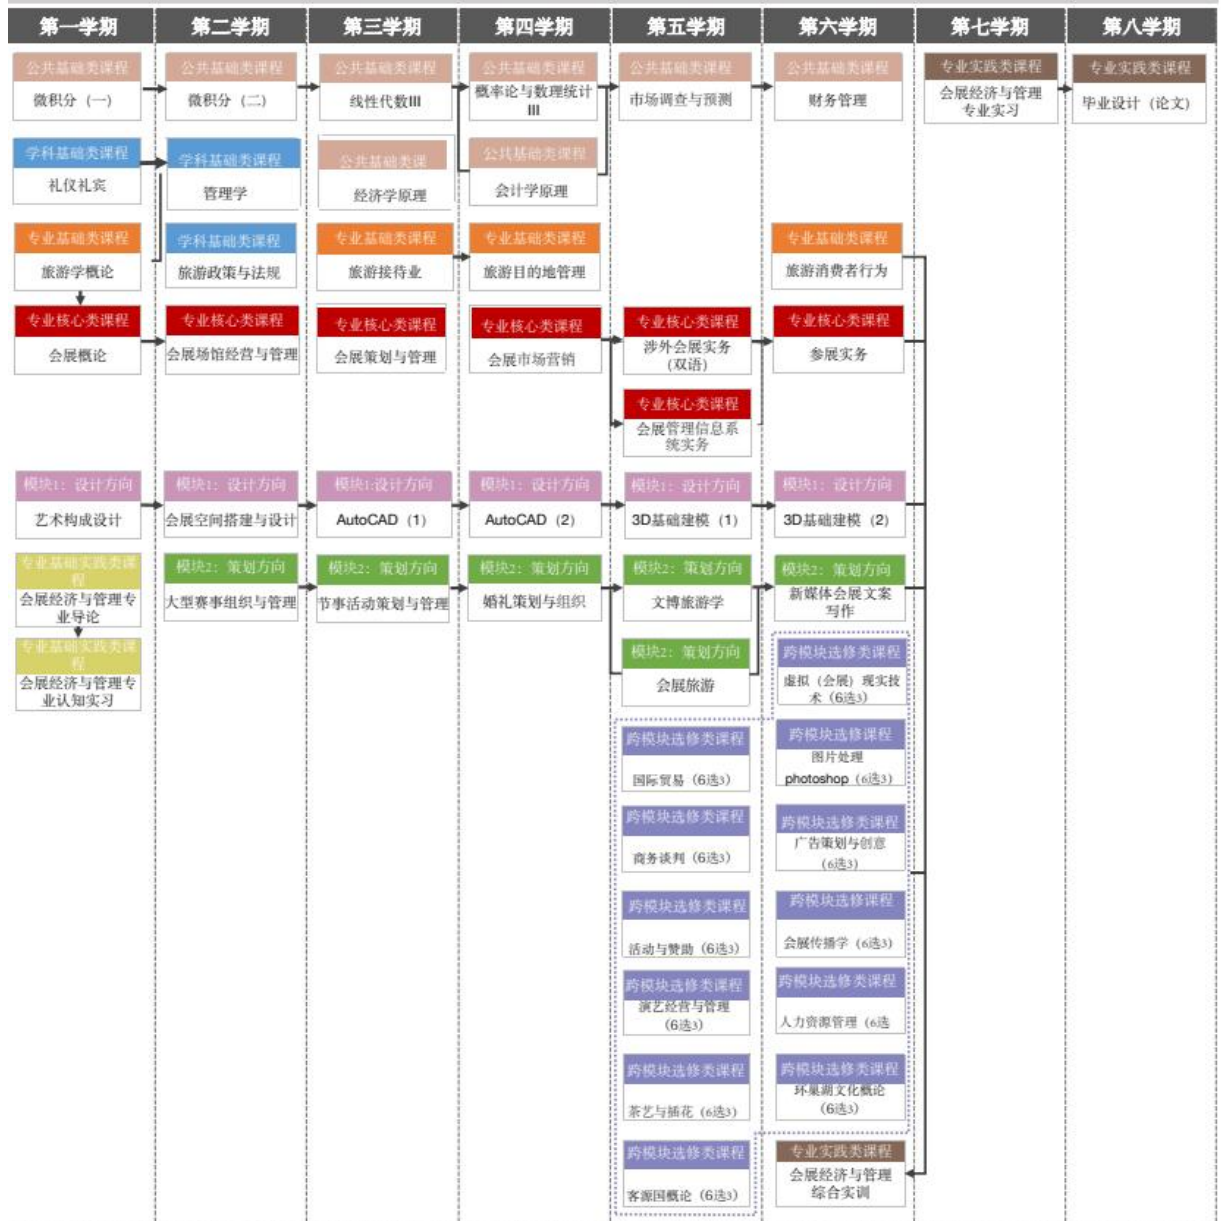 第一学期 第二学期 第三学期 第四学期 第五学期 第六学期 第七学期 第八学期
公共基础类课程
微积分（一）
公共基础类课程
微积分（二）
公共基础类课程
线性代数III
公共基础类课程
概率论与数理统计
III
公共基础类课程
市场调查与预测
公共基础类课程
财务管理
专业实践类课程
会展经济与管理
专业实习
专业实践类课程
毕业设计（论文）
学科基础类课程
礼仪礼宾
学科基础类课程
管理学
公共基础类课
经济学原理
公共基础类课程
会计学原理
专业基础类课程
旅游学概论
学科基础类课程
旅游政策与法规
专业基础类课程
旅游接待业
专业基础类课程
旅游目的地管理
专业基础类课程
旅游消费者行为
专业核心类课程
会展概论
专业核心类课程
会展场馆经营与管理
专业核心类课程
会展策划与管理
专业核心类课程
会展市场营销
专业核心类课程
涉外会展实务
（双语）
专业核心类课程
参展实务
专业核心类课程
会展管理信息系
统实务
模块1：设计方向
艺术构成设计
模块1：设计方向
会展空间搭建与设计
模块1:设计方向
AutoCAD（1）
模块1：设计方向
AutoCAD（2）
模块1：设计方向
3D基础建模（1）
模块1：设计方向
3D基础建模（2）
专业基础实践类课
程
会展经济与管理专
业导论
模块2：策划方向
大型赛事组织与管理
模块2：策划方向
节事活动策划与管理
模块2：策划方向
婚礼策划与组织
模块2：策划方向
文博旅游学
模块2：策划方向
新媒体会展文案
写作
专业基础实践类课
程
会展经济与管理专
业认知实习
模块2：策划方向
会展旅游
跨模块选修类课程
虚拟（会展）现实技
术（6选3）
跨模块选修类课程
国际贸易（6选3）
跨模块选修类课程
图片处理
photoshop（6选3）
跨模块选修类课程
商务谈判（6选3）
跨模块选修类课程
广告策划与创意
（6选3）
跨模块选修类课程
活动与赞助（6选3）
跨模块选修课程
会展传播学（6选3）
跨模块选修类课程
演艺经营与管理
（6选3）
跨模块选修类课程
人力资源管理（6选
跨模块选修类课程
茶艺与插花（6选3）
跨模块选修类课程
环巢湖文化概论
（6选3）
跨模块选修类课程
客源国概论（6选3）
专业实践类课程
会展经济与管理
综合实训